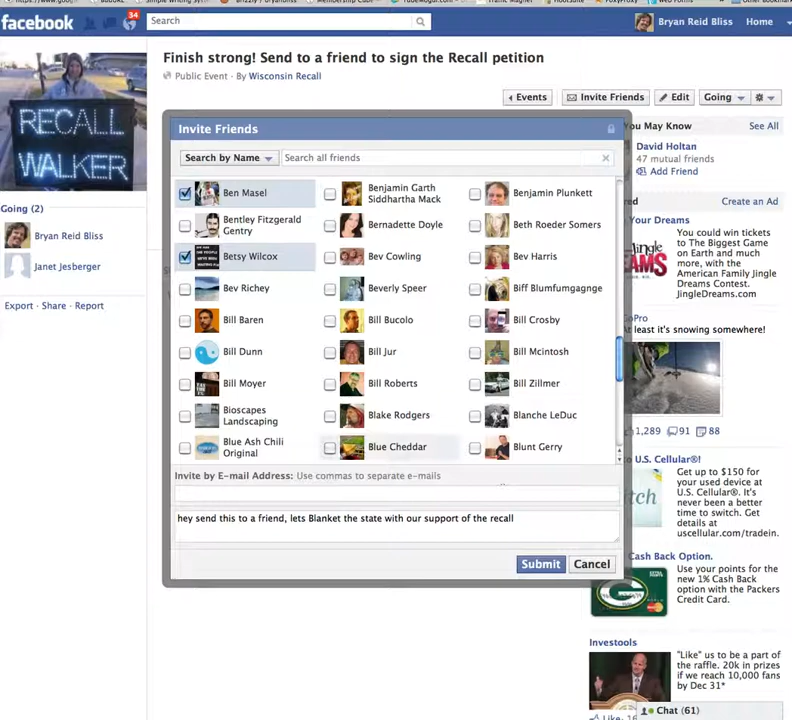 34
facebook
Search
Bryan Reid Bliss
Home
RECALL
WALKER
Finish strong! Send to a friend to sign the Recall petition
Public Event · By Wisconsin Recall
Events
Invite Friends
Edit
Going
Going (2)
Bryan Reid Bliss
Janet Jesberger
Export · Share · Report
Invite Friends
Search by Name
Search all friends
Ben Masel
Benjamin Garth
Siddhartha Mack
Benjamin Plunkett
Bentley Fitzgerald
Gentry
Bernadette Doyle
Beth Roeder Somers
Betsy Wilcox
Bev Cowling
Bev Harris
Bev Richey
Beverly Speer
Biff Blumfumgagnge
Bill Baren
Bill Bucolo
Bill Crosby
Bill Dunn
Bill Jur
Bill Mcintosh
Bill Moyer
Bill Roberts
Bill Zillmer
Bioscapes
Landscaping
Blake Rodgers
Blanche LeDuc
Blue Ash Chili
Original
Blue Cheddar
Blunt Gerry
Invite by E-mail Address: Use commas to separate e-mails
hey send this to a friend, lets Blanket the state with our support of the recall
Submit
Cancel
You May Know
See All
David Holtan
47 mutual friends
Add Friend
Create an Ad
Your Dreams
You could win tickets
to The Biggest Game
on Earth and much
more, with the
American Family Jingle
Dreams Contest.
JingleDreams.com
GoPro
At least it's snowing somewhere!
1,289
91
88
U.S. Cellular®!
Get up to $150 for
your used device at
U.S. Cellular®. It's
never been a better
time to switch. Get
details at
uscellular.com/tradein.
Cash Back Option.
Use your points for the
new 1% Cash Back
option with the Packers
Credit Card.
Investools
"Like" us to be a part of
the raffle. 20k in prizes
if we reach 10,000 fans
by Dec 31*
Chat (61)